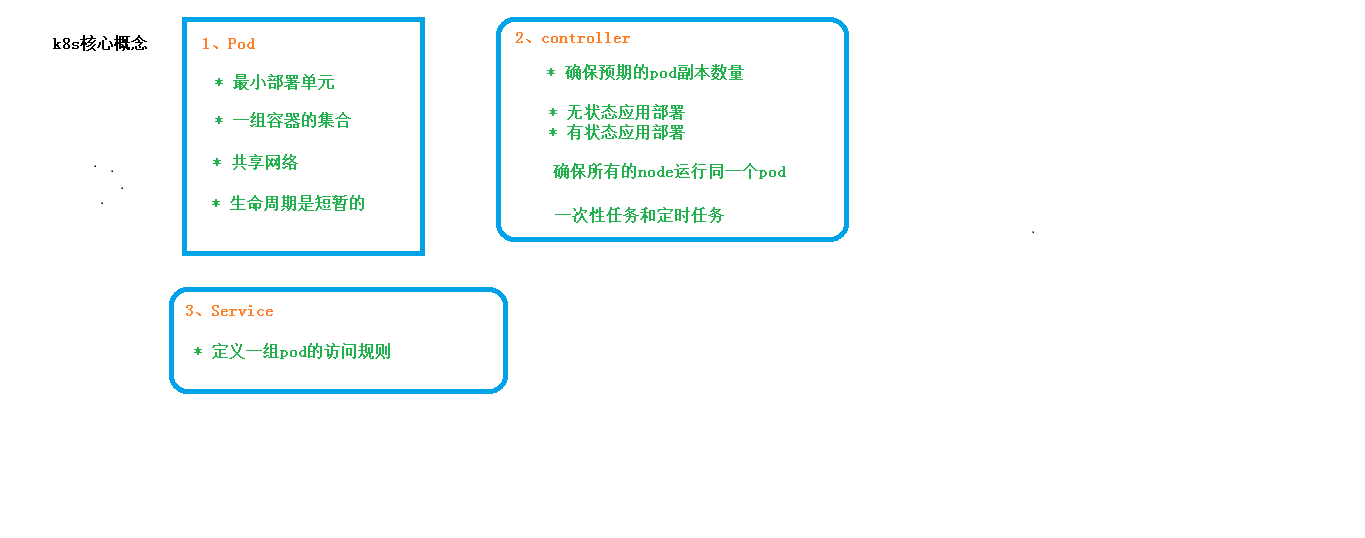 k8s核心概念
1、Pod
* 最小部署单元
* 一组容器的集合
* 共享网络
* 生命周期是短暂的
2、controller
* 确保预期的pod副本数量
* 无状态应用部署
* 有状态应用部署
确保所有的node运行同一个pod
一次性任务和定时任务
3、Service
* 定义一组pod的访问规则